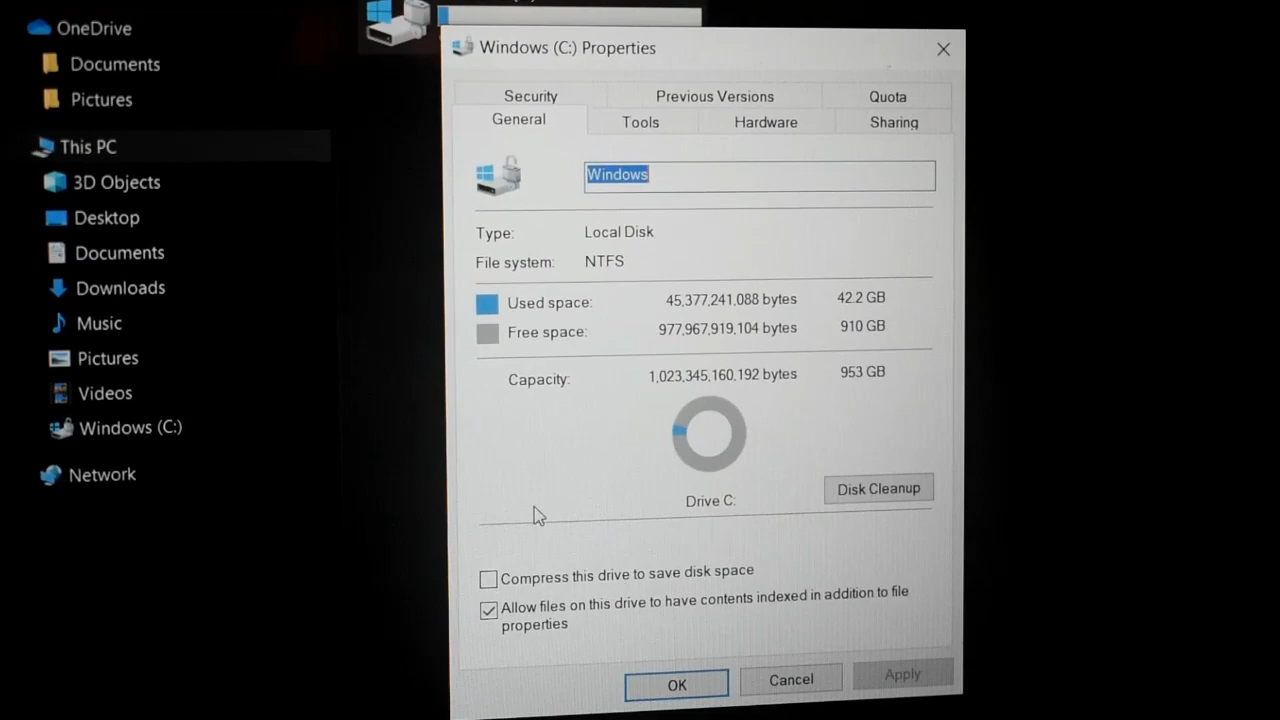 OneDrive
Documents
Pictures
This PC
3D Objects
Desktop
Documents
Downloads
Music
Pictures
Videos
Windows (C:)
Network
Windows (C:) Properties
Security Previous Versions Quota
General Tools Hardware Sharing
Windows
Type: Local Disk
File system: NTFS
Used space: 45,377,241,088 bytes 42.2 GB
Free space: 977,967,919,104 bytes 910 GB
Capacity: 1,023,345,160,192 bytes 953 GB
Drive C:
Disk Cleanup
Compress this drive to save disk space
Allow files on this drive to have contents indexed in addition to file
properties
OK Cancel Apply